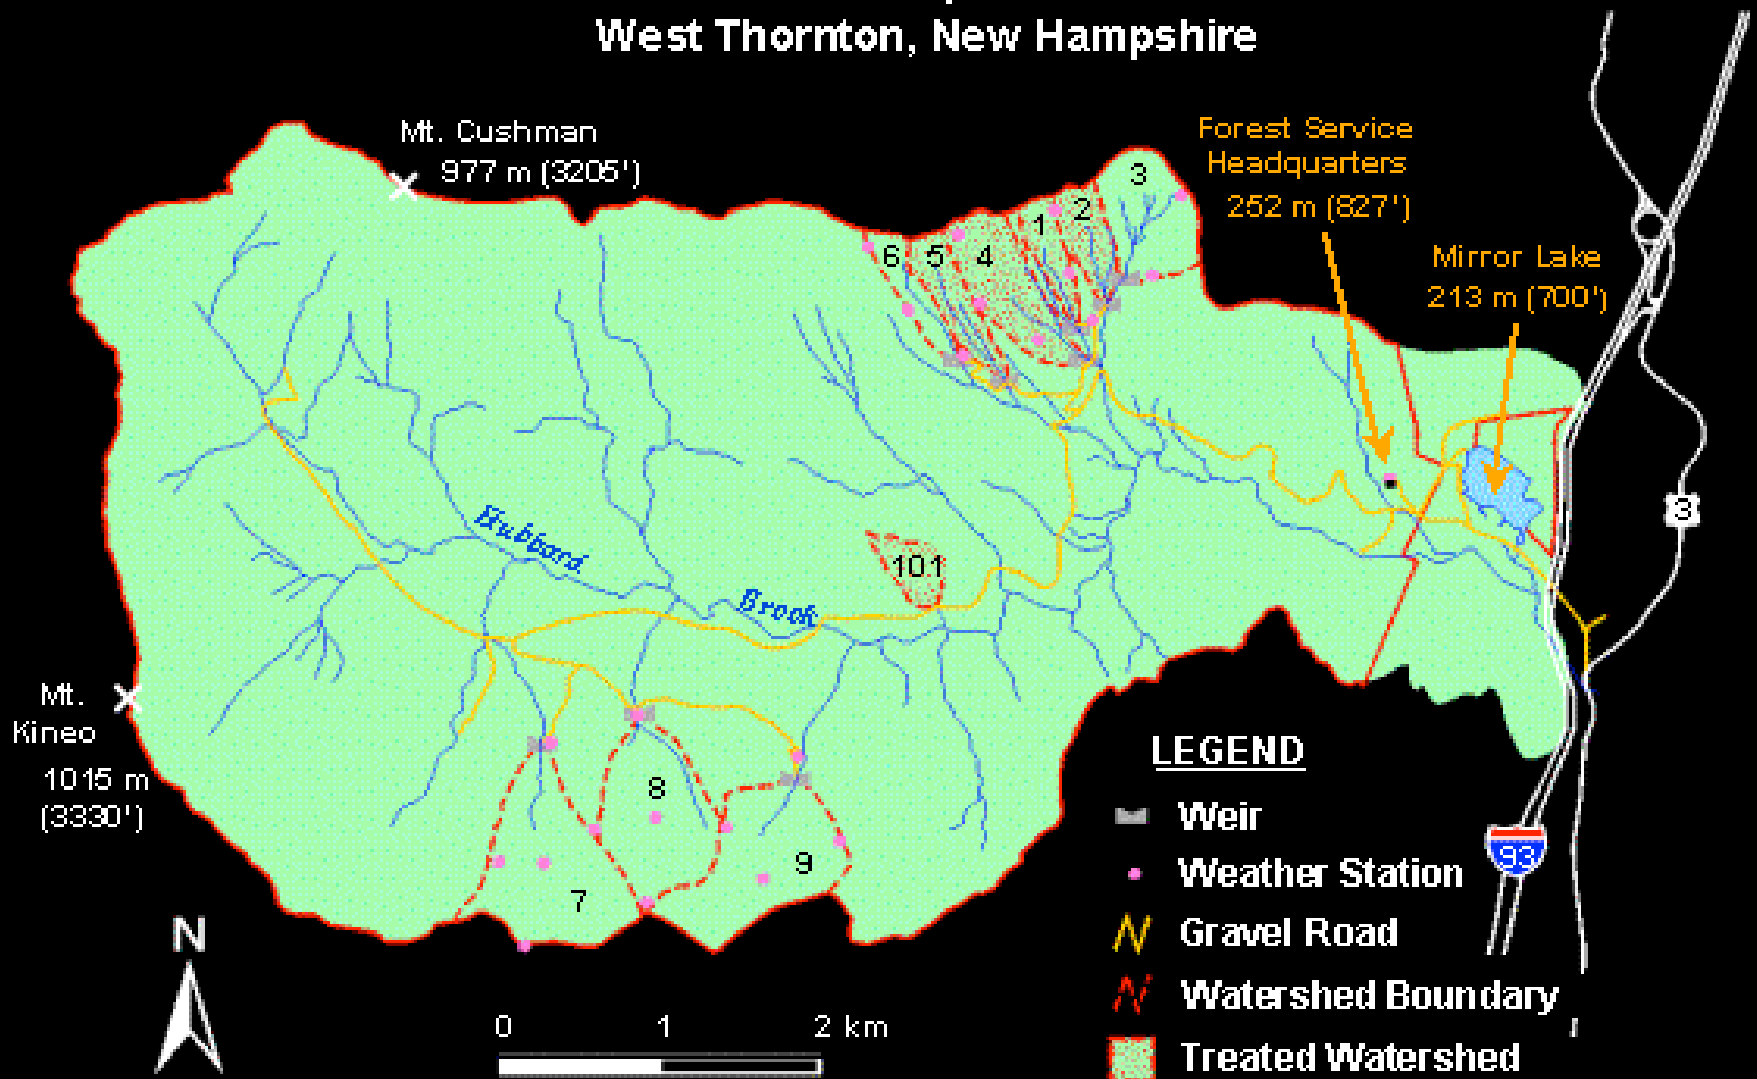 West Thornton, New Hampshire
Mt. Cushman
977 m (3205')
Forest Service
Headquarters
252 m (827')
Mirror Lake
213 m (700')
3
2
1
6
5
4
3
Hubbard
Brook
101
Mt.
Kineo
1015 m
(3330')
8
9
7
LEGEND
Weir
Weather Station
Gravel Road
Watershed Boundary
Treated Watershed
93
N
0 1 2 km